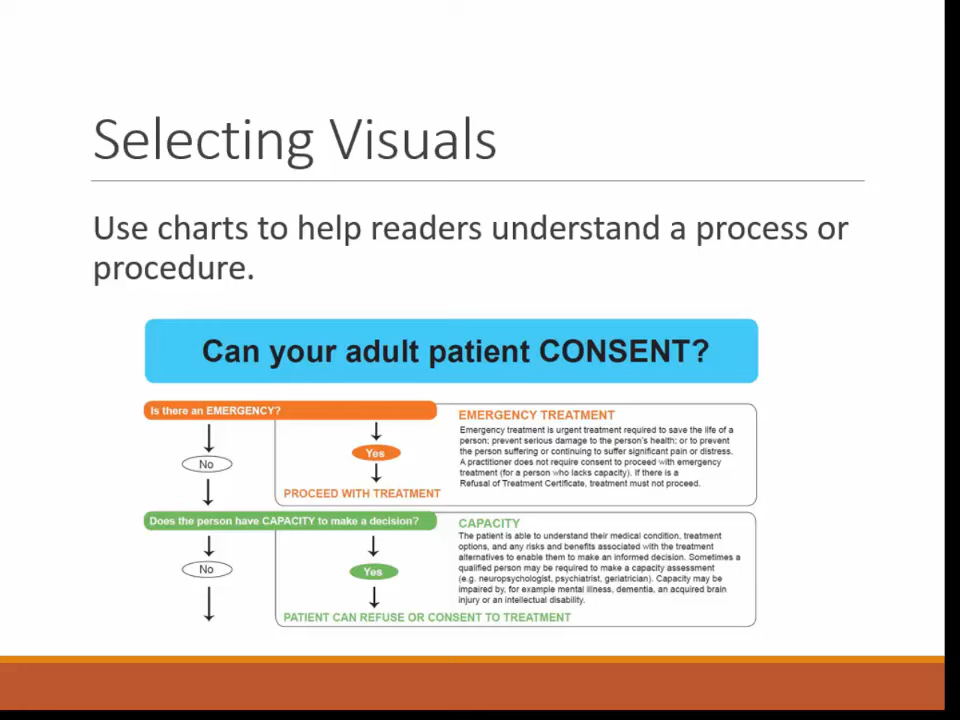 Selecting Visuals
Use charts to help readers understand a process or
procedure.
Can your adult patient CONSENT?
Is there an EMERGENCY?
No
Yes
PROCEED WITH TREATMENT
EMERGENCY TREATMENT
Emergency treatment is urgent treatment required to save the life of a
person; prevent serious damage to the person's health; or to prevent
the person suffering or continuing to suffer significant pain or distress.
A practitioner does not require consent to proceed with emergency
treatment (for a person who lacks capacity). If there is a
Refusal of Treatment Certificate, treatment must not proceed.
Does the person have CAPACITY to make a decision?
No
Yes
PATIENT CAN REFUSE OR CONSENT TO TREATMENT
CAPACITY
The patient is able to understand their medical condition, treatment
options, and any risks and benefits associated with the treatment
alternatives to enable them to make an informed decision. Sometimes a
qualified person may be required to make a capacity assessment
(e.g. neuropsychologist, psychiatrist, geriatrician). Capacity may be
impaired by, for example mental illness, dementia, an acquired brain
injury or an intellectual disability.